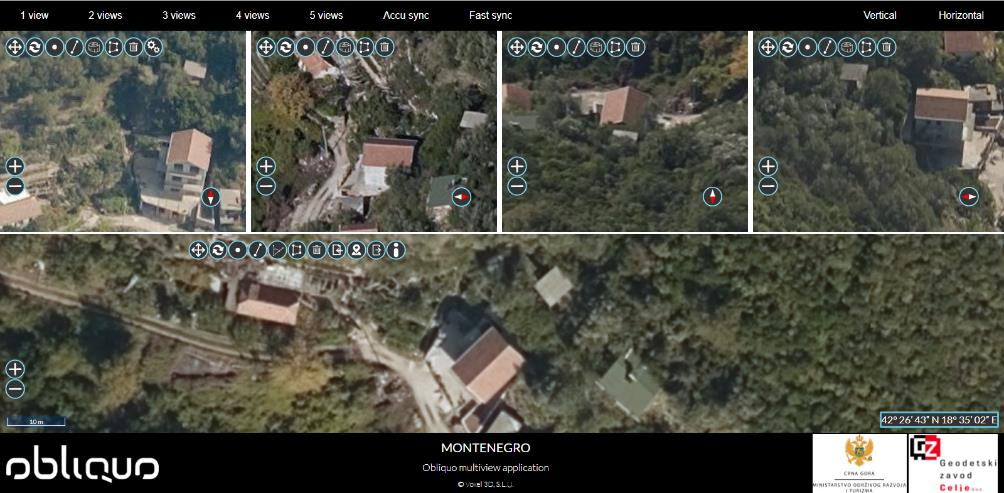 1 view 2 views 3 views 4 views 5 views Accu sync Fast sync Vertical Horizontal
10 m
42° 26' 43" N 18° 35' 02" E
obliquo
MONTENEGRO
Obliquo multiview application
© Voxel 3D, S.L.U.
CRNA GORA
MINISTARSTVO ODRŽIVOG RAZVOJA
I TURIZMA
GZ
Geodetski
zavod
Celje d.o.o.